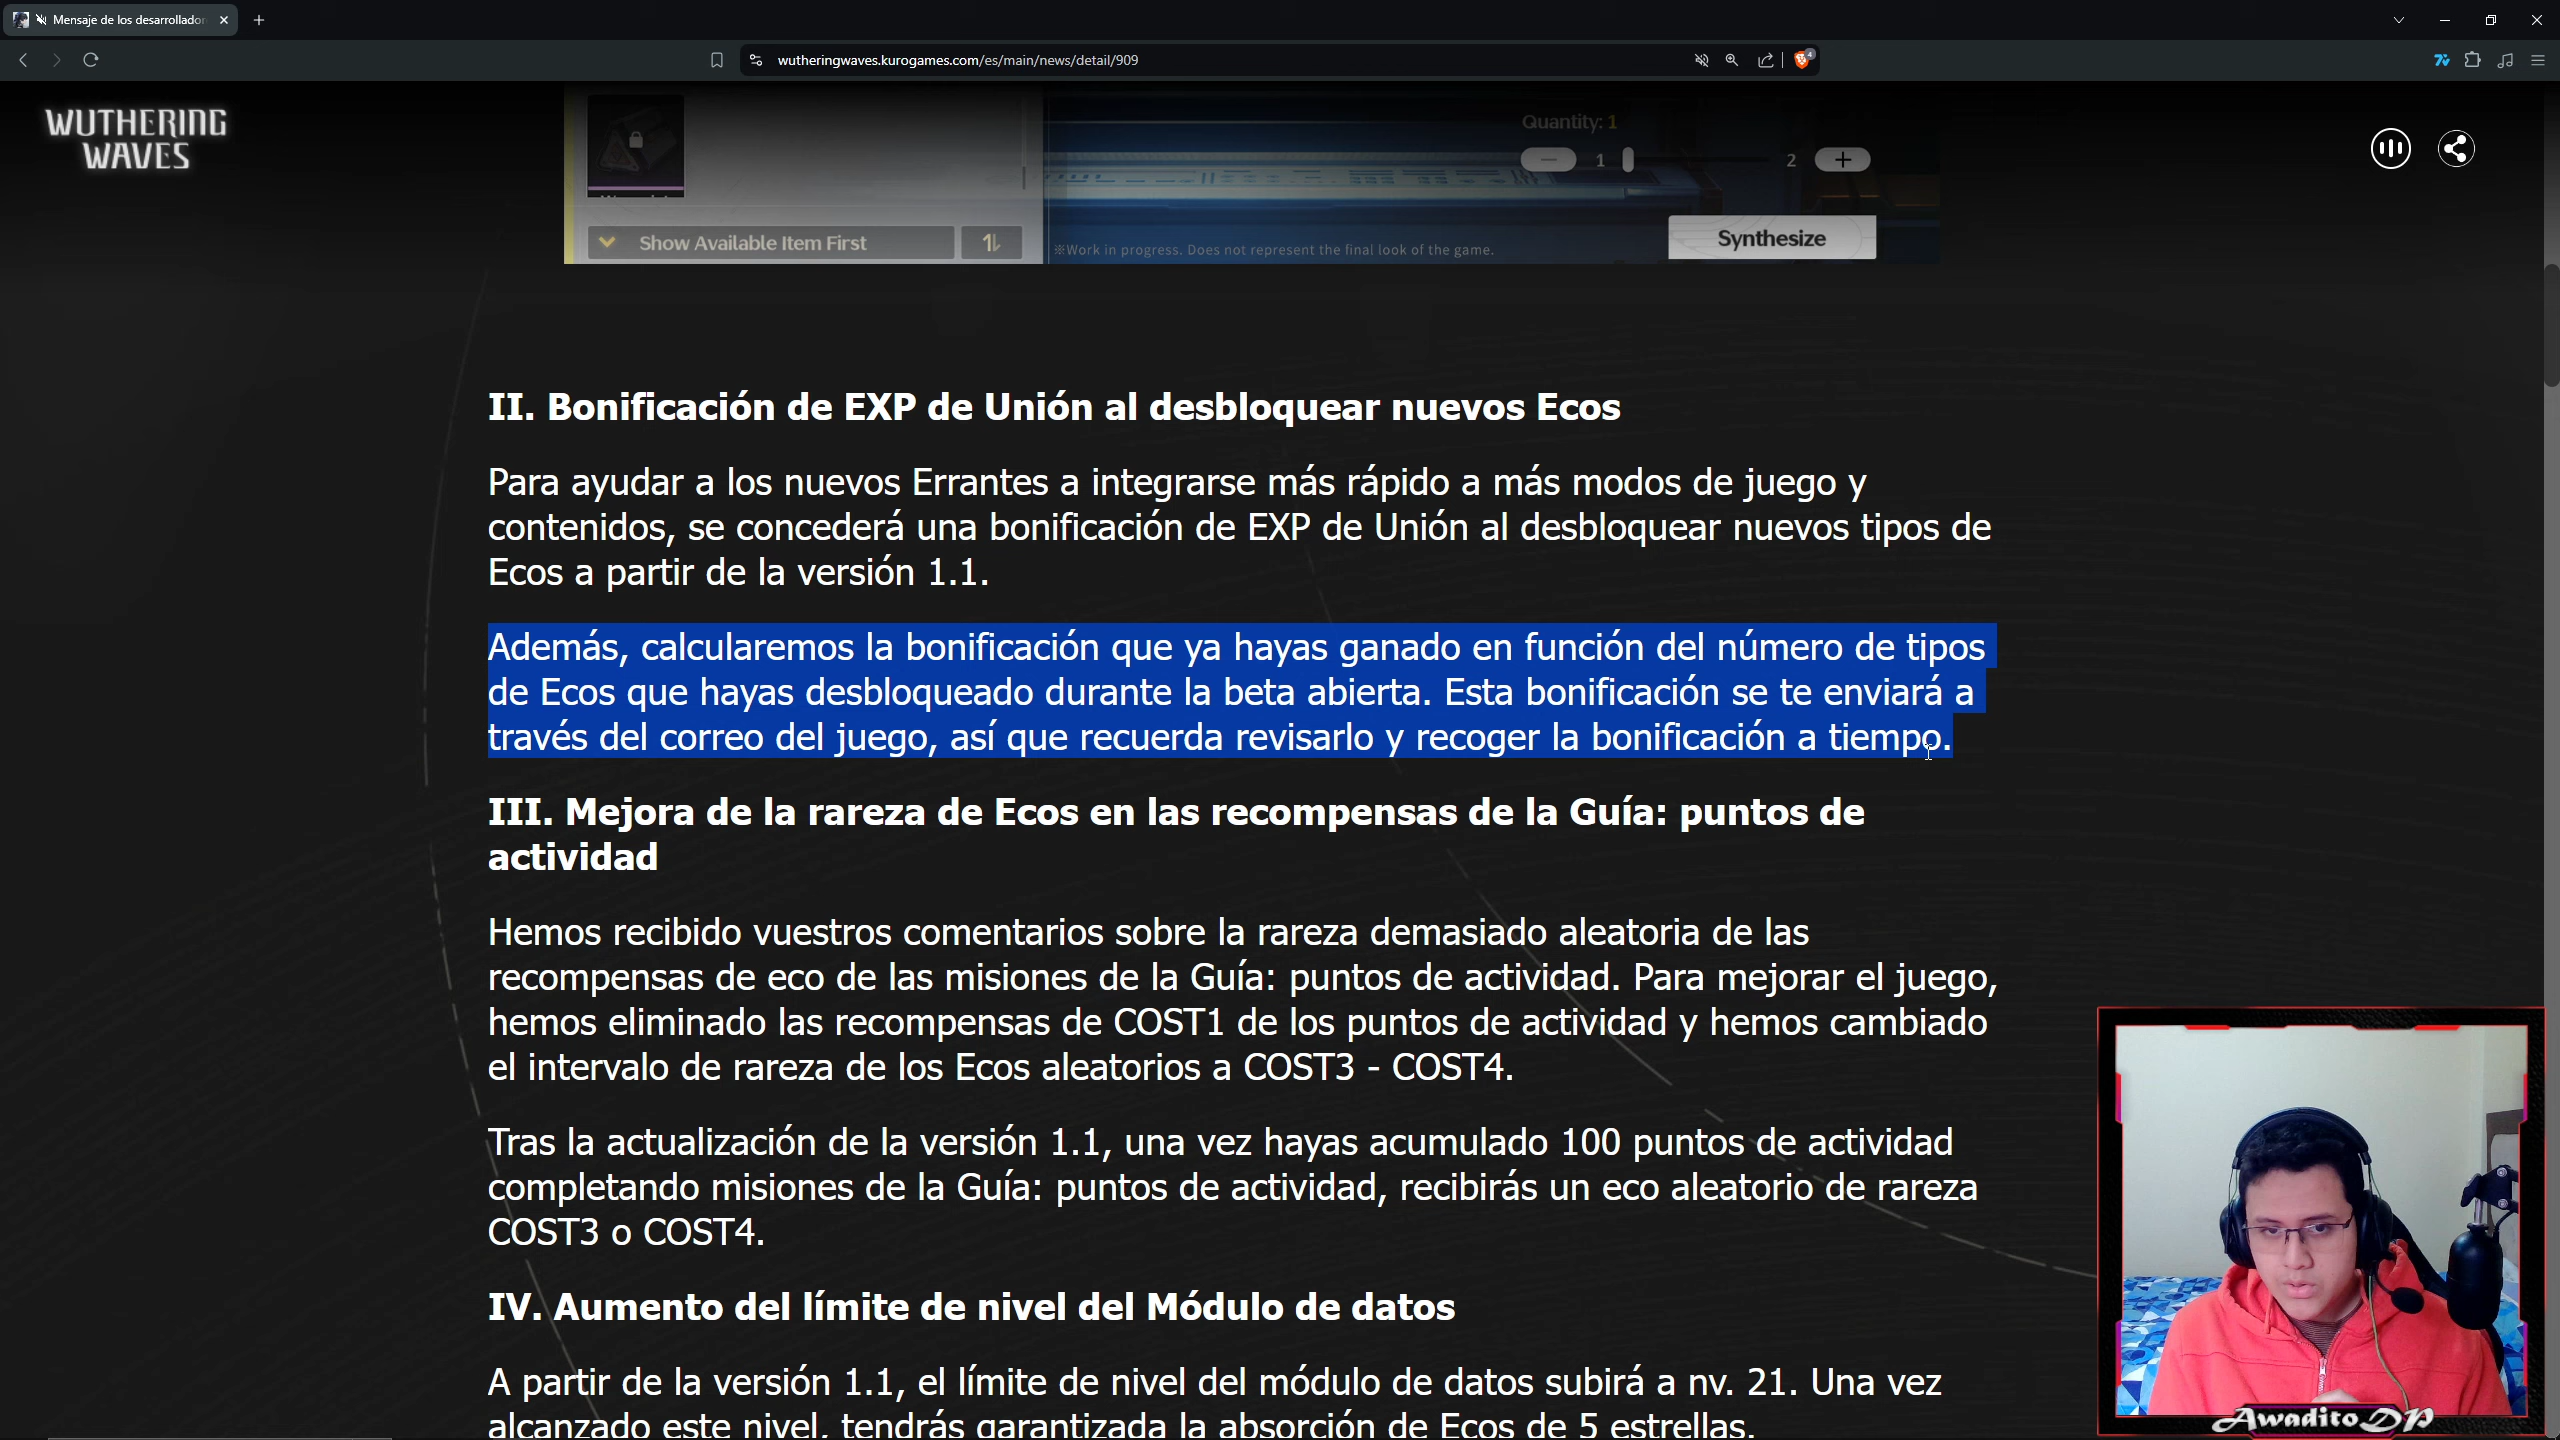 Mensaje de los desarrollador
wutheringwaves.kurogames.com/es/main/news/detail/909
4
WUTHERING
WAVES
Quantity: 1
1
2
Show Available Item First
※Work in progress. Does not represent the final look of the game.
Synthesize
II. Bonificación de EXP de Unión al desbloquear nuevos Ecos
Para ayudar a los nuevos Errantes a integrarse más rápido a más modos de juego y
contenidos, se concederá una bonificación de EXP de Unión al desbloquear nuevos tipos de
Ecos a partir de la versión 1.1.
Además, calcularemos la bonificación que ya hayas ganado en función del número de tipos
de Ecos que hayas desbloqueado durante la beta abierta. Esta bonificación se te enviará a
través del correo del juego, así que recuerda revisarlo y recoger la bonificación a tiempo.
III. Mejora de la rareza de Ecos en las recompensas de la Guía: puntos de
actividad
Hemos recibido vuestros comentarios sobre la rareza demasiado aleatoria de las
recompensas de eco de las misiones de la Guía: puntos de actividad. Para mejorar el juego,
hemos eliminado las recompensas de COST1 de los puntos de actividad y hemos cambiado
el intervalo de rareza de los Ecos aleatorios a COST3 - COST4.
Tras la actualización de la versión 1.1, una vez hayas acumulado 100 puntos de actividad
completando misiones de la Guía: puntos de actividad, recibirás un eco aleatorio de rareza
COST3 o COST4.
IV. Aumento del límite de nivel del Módulo de datos
A partir de la versión 1.1, el límite de nivel del módulo de datos subirá a nv. 21. Una vez
alcanzado este nivel, tendrás garantizada la absorción de Ecos de 5 estrellas.
Awadito DP